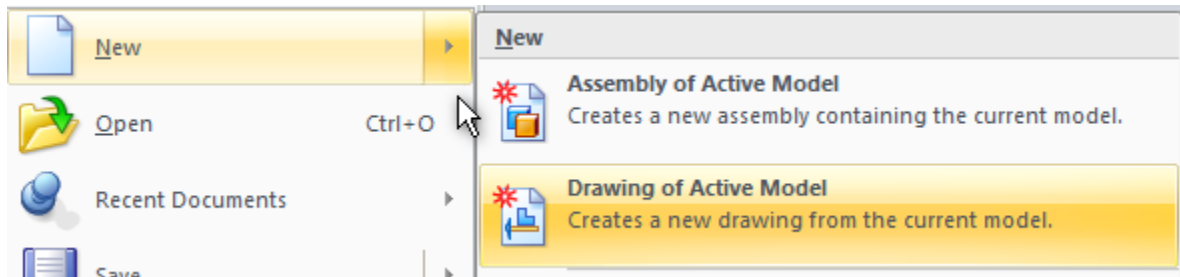 New
Open Ctrl+O
Recent Documents
Save
New
Assembly of Active Model
Creates a new assembly containing the current model.
Drawing of Active Model
Creates a new drawing from the current model.